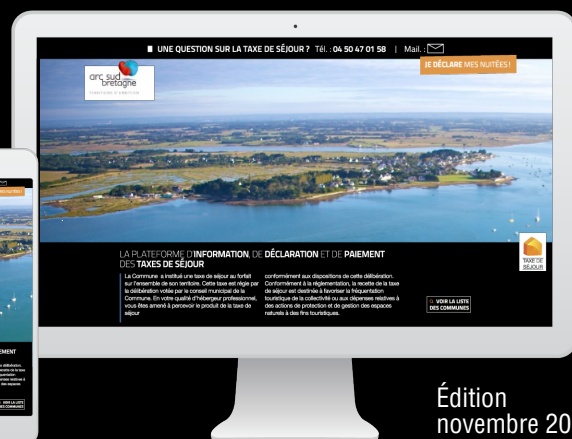 UNE QUESTION SUR LA TAXE DE SÉJOUR ? Tél. : 04 50 47 01 58 | Mail. :
JE DÉCLARE MES NUITÉES !
arc sud
bretagne
LA PLATEFORME D'INFORMATION, DE DÉCLARATION ET DE PAIEMENT
DES TAXES DE SÉJOUR
La Commune a institué une taxe de séjour au forfait
sur l'ensemble de son territoire. Cette taxe est régie par
la délibération votée par le conseil municipal de la
Commune. En votre qualité d'hébergeur professionnel,
vous êtes amené à percevoir le produit de la taxe de
séjour
conformément aux dispositions de cette délibération.
Conformément à la réglementation, la recette de la taxe
de séjour est destinée à favoriser la fréquentation
touristique de la collectivité ou aux dépenses relatives à
des actions de protection et de gestion des espaces
naturels à des fins touristiques.
TAXE DE
SÉJOUR
VOIR LA LISTE
DES COMMUNES
Édition
novembre 20